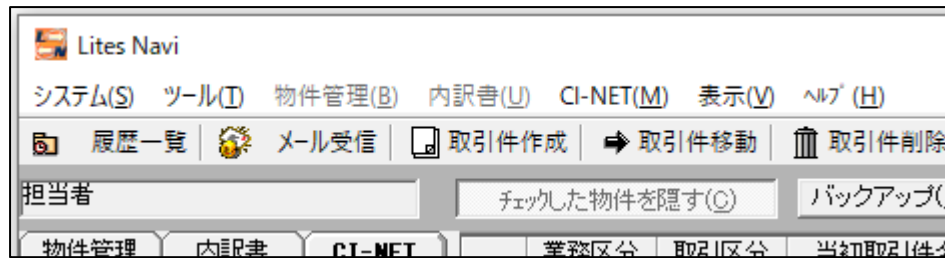 Lites Navi
システム(S) ツール(T) 物件管理(B) 内訳書(U) CI-NET(M) 表示(V) ヘルプ(H)
履歴一覧 メール受信 取引件作成 取引件移動 取引件削除
担当者 チェックした物件を隠す(C) バックアップ(
物件管理 内訳書 CI-NET 業務区分 取引区分 当初取引件